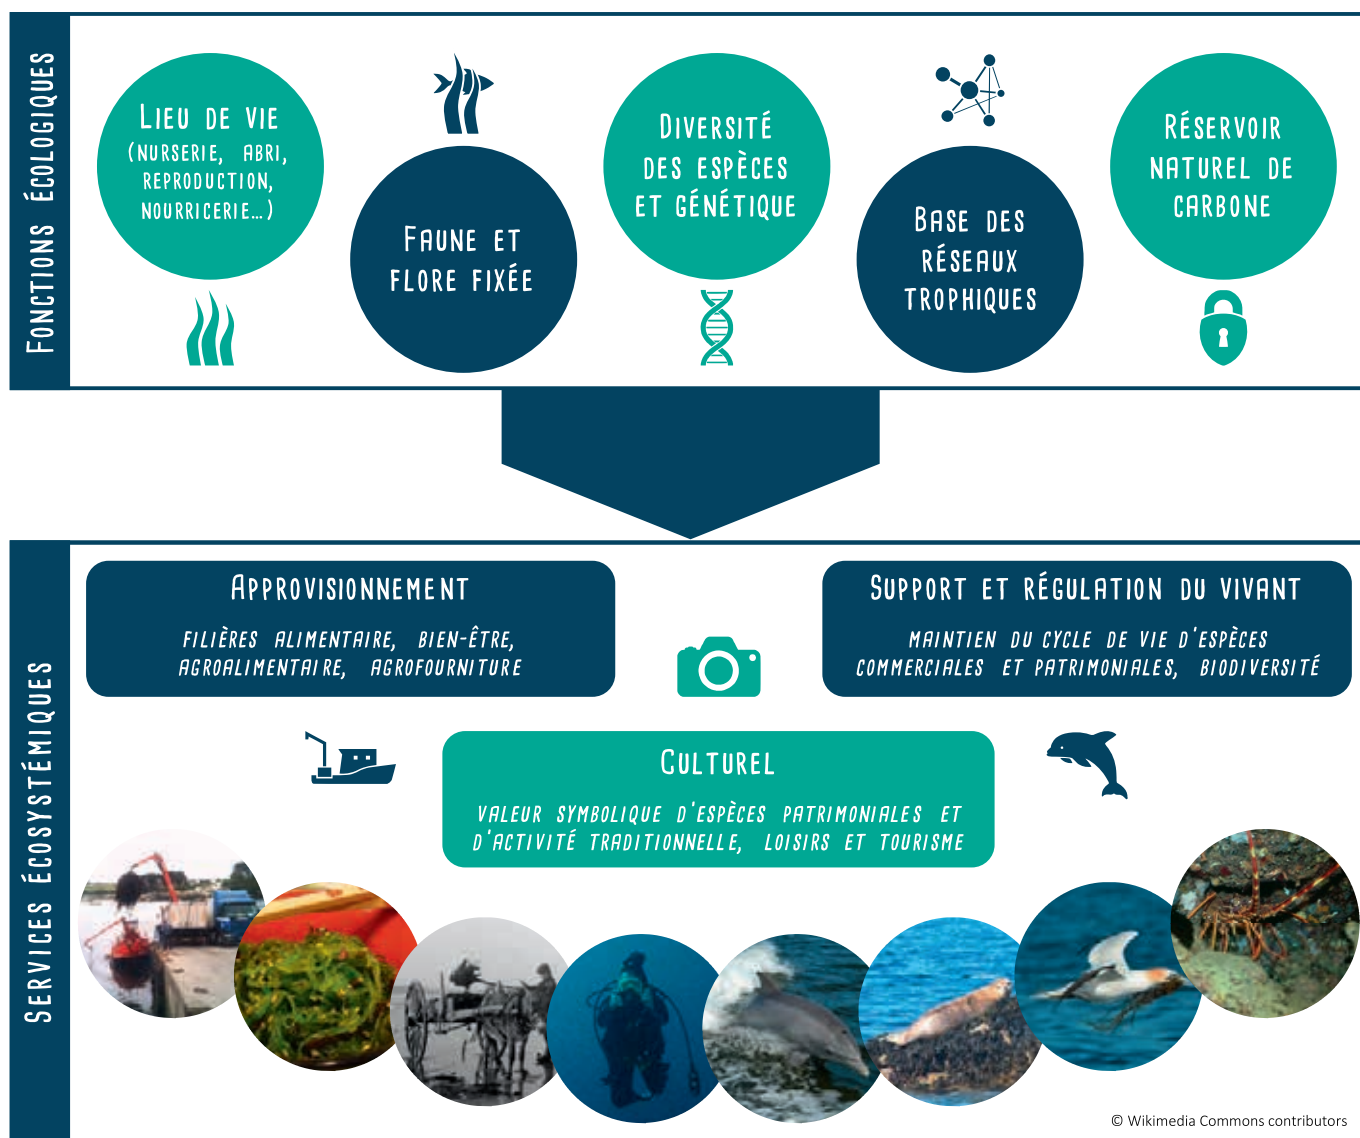 FONCTIONS ÉCOLOGIQUES
LIEU DE VIE
(NURSERIE, ABRI,
REPRODUCTION,
NOURRICERIE...)
FAUNE ET
FLORE FIXÉE
DIVERSITÉ
DES ESPÈCES
ET GÉNÉTIQUE
BASE DES
RÉSEAUX
TROPHIQUES
RÉSERVOIR
NATUREL DE
CARBONE
SERVICES ÉCOSYSTÉMIQUES
APPROVISIONNEMENT
FILIÈRES ALIMENTAIRE, BIEN-ÊTRE,
AGROALIMENTAIRE, AGROFOURNITURE
SUPPORT ET RÉGULATION DU VIVANT
MAINTIEN DU CYCLE DE VIE D'ESPÈCES
COMMERCIALES ET PATRIMONIALES, BIODIVERSITÉ
CULTUREL
VALEUR SYMBOLIQUE D'ESPÈCES PATRIMONIALES ET
D'ACTIVITÉ TRADITIONNELLE, LOISIRS ET TOURISME
© Wikimedia Commons contributors